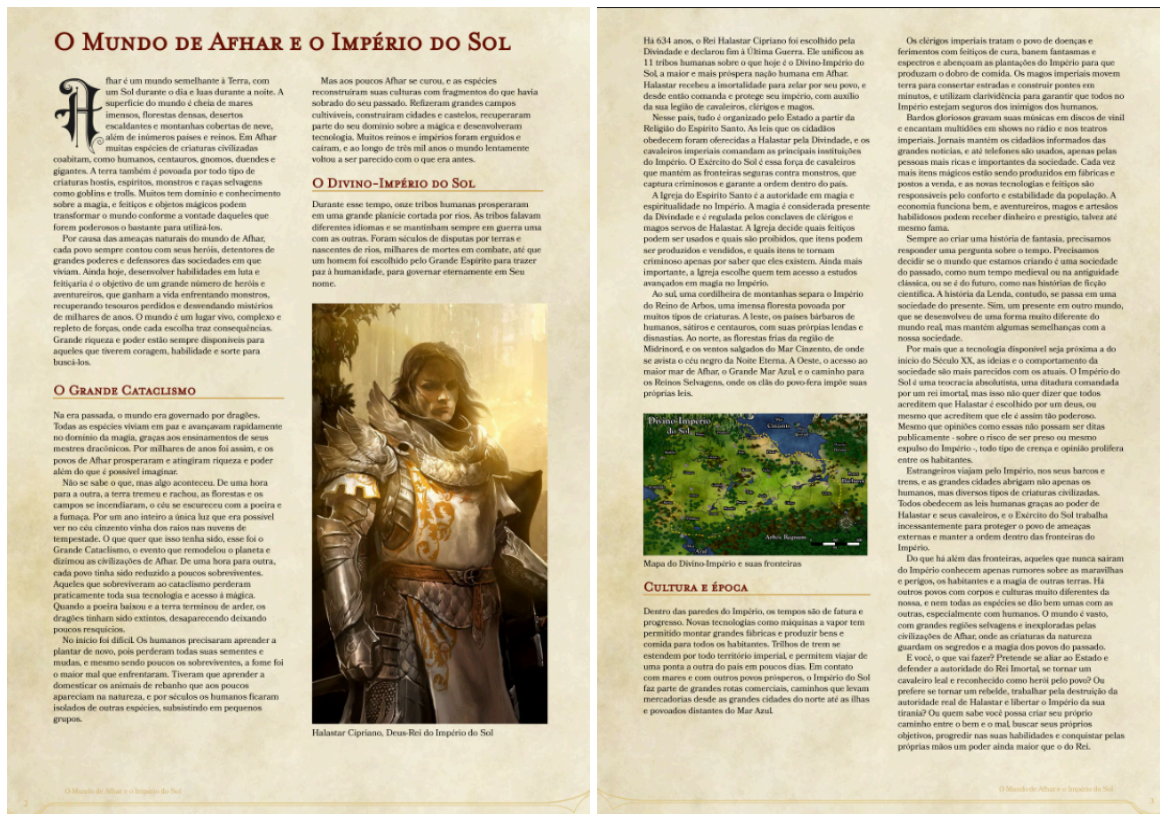 O Mundo de Afhar e o Império do Sol
Afhar é um mundo semelhante à Terra, com
um Sol durante o dia e luas durante a noite. A
superfície do mundo é cheia de mares
imensos, florestas densas, desertos
escaldantes e montanhas cobertas de neve,
além de inúmeros países e reinos. Em Afhar
muitas espécies de criaturas civilizadas
coabitam, como humanos, centauros, gnomos, duendes e
gigantes. A terra também é povoada por todo tipo de
criaturas hostis, espíritos, monstros e raças selvagens
como goblins e trolls. Muitos tem domínio e conhecimento
sobre a magia, e feitiços e objetos mágicos podem
transformar o mundo conforme a vontade daqueles que
forem poderosos o bastante para utilizá-los.
Por causa das ameaças naturais do mundo de Afhar,
cada povo sempre contou com seus heróis, detentores de
grandes poderes e defensores das sociedades em que
viviam. Ainda hoje, desenvolver habilidades em luta e
feitiçaria é o objetivo de um grande número de heróis e
aventureiros, que ganham a vida enfrentando monstros,
recuperando tesouros perdidos e desvendando mistérios
de milhares de anos. O mundo é um lugar vivo, complexo e
repleto de forças, onde cada escolha traz consequências.
Grande riqueza e poder estão sempre disponíveis para
aqueles que tiverem coragem, habilidade e sorte para
buscá-los.
O Grande Cataclismo
Na era passada, o mundo era governado por dragões.
Todas as espécies viviam em paz e avançavam rapidamente
no domínio da magia, graças aos ensinamentos de seus
mestres dracônicos. Por milhares de anos foi assim, e os
povos de Afhar prosperaram e atingiram riqueza e poder
além do que é possível imaginar.
Não se sabe o que, mas algo aconteceu. De uma hora
para a outra, a terra tremeu e rachou, as florestas e os
campos se incendiaram, o céu se escureceu com a poeira e
a fumaça. Por um ano inteiro a única luz que era possível
ver no céu cinzento vinha dos raios nas nuvens de
tempestade. O que quer que isso tenha sido, esse foi o
Grande Cataclismo, o evento que remodelou o planeta e
dizimou as civilizações de Afhar. De uma hora para outra,
cada povo tinha sido reduzido a poucos sobreviventes.
Aqueles que sobreviveram ao cataclismo perderam
praticamente toda sua tecnologia e acesso à mágica.
Quando a poeira baixou e a terra terminou de arder, os
dragões tinham sido extintos, desaparecendo deixando
poucos resquícios.
No início foi difícil. Os humanos precisaram aprender a
plantar de novo, pois perderam todas suas sementes e
mudas, e mesmo sendo poucos os sobreviventes, a fome foi
o maior mal que enfrentaram. Tiveram que aprender a
domesticar os animais de rebanho que aos poucos
apareciam na natureza, e por séculos os humanos ficaram
isolados de outras espécies, subsistindo em pequenos
grupos.
Mas aos poucos Afhar se curou, e as espécies
reconstruíram suas culturas com fragmentos do que havia
sobrado do seu passado. Refizeram grandes campos
cultiváveis, construíram cidades e castelos, recuperaram
parte do seu domínio sobre a mágica e desenvolveram
tecnologia. Muitos reinos e impérios foram erguidos e
caíram, e ao longo de três mil anos o mundo lentamente
voltou a ser parecido com o que era antes.
O Divino-Império do Sol
Durante esse tempo, onze tribos humanas prosperaram
em uma grande planície cortada por rios. As tribos falavam
diferentes idiomas e se mantinham sempre em guerra uma
com as outras. Foram séculos de disputas por terras e
nascentes de rios, milhares de mortes em combate, até que
um homem foi escolhido pelo Grande Espírito para trazer
paz à humanidade, para governar eternamente em Seu
nome.
Halastar Cipriano, Deus-Rei do Império do Sol
O Mundo de Afhar e o Império do Sol
2
Há 634 anos, o Rei Halastar Cipriano foi escolhido pela
Divindade e declarou fim à Última Guerra. Ele unificou as
11 tribos humanas sobre o que hoje é o Divino-Império do
Sol, a maior e mais próspera nação humana em Afhar.
Halastar recebeu a imortalidade para zelar por seu povo, e
desde então comanda e protege seu império, com auxílio
da sua legião de cavaleiros, clérigos e magos.
Nesse país, tudo é organizado pelo Estado a partir da
Religião do Espírito Santo. As leis que os cidadãos
obedecem foram oferecidas a Halastar pela Divindade, e os
cavaleiros imperiais comandam as principais instituições
do Império. O Exército do Sol é essa força de cavaleiros
que mantém as fronteiras seguras contra monstros, que
captura criminosos e garante a ordem dentro do país.
A Igreja do Espírito Santo é a autoridade em magia e
espiritualidade no Império. A magia é considerada presente
da Divindade e é regulada pelos conclaves de clérigos e
magos servos de Halastar. A Igreja decide quais feitiços
podem ser usados e quais são proibidos, que itens podem
ser produzidos e vendidos, e quais itens te tornam
criminoso apenas por saber que eles existem. Ainda mais
importante, a Igreja escolhe quem tem acesso a estudos
avançados em magia no Império.
Ao sul, uma cordilheira de montanhas separa o Império
do Reino de Arbos, uma imensa floresta povoada por
muitos tipos de criaturas. A leste, os países bárbaros de
humanos, sátiros e centauros, com suas próprias lendas e
disnastias. Ao norte, as florestas frias da região de
Midrinord, e os ventos salgados do Mar Cinzento, de onde
se avista o céu negro da Noite Eterna. A Oeste, o acesso ao
maior mar de Afhar, o Grande Mar Azul, e o caminho para
os Reinos Selvagens, onde os clãs do povo-fera impõe suas
próprias leis.
Divino-Império
do Sol
Mapa do Divino-Império e suas fronteiras
Cultura e época
Dentro das paredes do Império, os tempos são de fatura e
progresso. Novas tecnologias como máquinas a vapor tem
permitido montar grandes fábricas e produzir bens e
comida para todos os habitantes. Trilhos de trem se
estendem por todo território imperial, e permitem viajar de
uma ponta a outra do país em poucos dias. Em contato
com mares e com outros povos prósperos, o Império do Sol
faz parte de grandes rotas comerciais, caminhos que levam
mercadorias desde as grandes cidades do norte até as ilhas
e povoados distantes do Mar Azul.
Os clérigos imperiais tratam o povo de doenças e
ferimentos com feitiços de cura, banem fantasmas e
espectros e abençoam as plantações do Império para que
produzam o dobro de comida. Os magos imperiais movem
terra para consertar estradas e construir pontes em
minutos, e utilizam clarividência para garantir que todos no
Império estejam seguros dos inimigos dos humanos.
Bardos gloriosos gravam suas músicas em discos de vinil
e encantam multidões em shows no rádio e nos teatros
imperiais. Jornais mantém os cidadãos informados das
grandes notícias, e até telefones são usados, apenas pelas
pessoas mais ricas e importantes da sociedade. Cada vez
mais itens mágicos estão sendo produzidos em fábricas e
postos a venda, e as novas tecnologias e feitiços são
responsáveis pelo conforto e estabilidade da população. A
economia funciona bem, e aventureiros, magos e artesãos
habilidosos podem receber dinheiro e prestígio, talvez até
mesmo fama.
Sempre ao criar uma história de fantasia, precisamos
responder uma pergunta sobre o tempo. Precisamos
decidir se o mundo que estamos criando é uma sociedade
do passado, como num tempo medieval ou na antiguidade
clássica, ou se é do futuro, como nas histórias de ficção
científica. A história da Lenda, contudo, se passa em uma
sociedade do presente. Sim, um presente em outro mundo,
que se desenvolveu de uma forma muito diferente do
mundo real, mas mantém algumas semelhanças com a
nossa sociedade.
Por mais que a tecnologia disponível seja próxima a do
início do Século XX, as ideias e o comportamento da
sociedade são mais parecidos com os atuais. O Império do
Sol é uma teocracia absolutista, uma ditadura comandada
por um rei imortal, mas isso não quer dizer que todos
acreditem que Halastar é escolhido por um deus, ou
mesmo que acreditem que ele é assim tão poderoso.
Mesmo que opiniões como essas não possam ser ditas
publicamente - sobre o risco de ser preso ou mesmo
expulso do Império -, todo tipo de crença e opinião prolifera
entre os habitantes.
Estrangeiros viajam pelo Império, nos seus barcos e
trens, e as grandes cidades abrigam não apenas os
humanos, mas diversos tipos de criaturas civilizadas.
Todos obedecem as leis humanas graças ao poder de
Halastar e seus cavaleiros, e o Exército do Sol trabalha
incessantemente para proteger o povo de ameaças
externas e manter a ordem dentro das fronteiras do
Império.
Do que há além das fronteiras, aqueles que nunca saíram
do Império conhecem apenas rumores sobre as maravilhas
e perigos, os habitantes e a magia de outras terras. Há
outros povos com corpos e culturas muito diferentes da
nossa, e nem todas as espécies se dão bem umas com as
outras, especialmente com humanos. O mundo é vasto,
com grandes regiões selvagens e inexploradas pelas
civilizações de Afhar, onde as criaturas da natureza
guardam os segredos e a magia dos povos do passado.
E você, o que vai fazer? Pretende se aliar ao Estado e
defender a autoridade do Rei Imortal, se tornar um
cavaleiro leal e reconhecido como herói pelo povo? Ou
prefere se tornar um rebelde, trabalhar pela destruição da
autoridade real de Halastar e libertar o Império da sua
tirania? Ou quem sabe você possa criar seu próprio
caminho entre o bem e o mal, buscar seus próprios
objetivos, progredir nas suas habilidades e conquistar pelas
próprias mãos um poder ainda maior que o do Rei.
O Mundo de Afhar e o Império do Sol
3